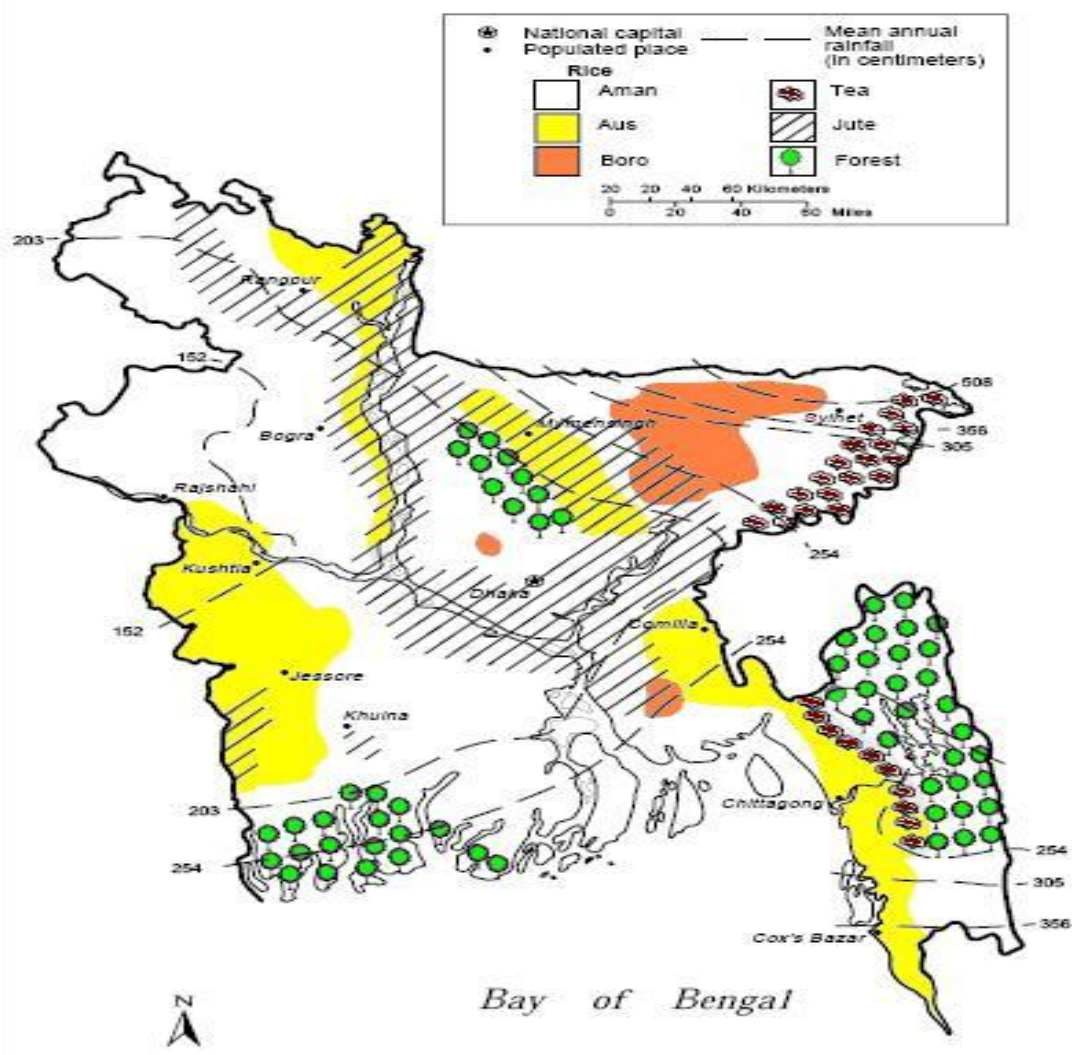 National capital
Populated place
Mean annual
rainfall
(in centimeters)
Rice
Aman
Aus
Boro
Tea
Jute
Forest
20 20 40 60 Kilometers
0 20 40 60 Miles
203
Rangpur
152
508
Sylhet
Mymensingh
356
305
Bogra
Rajshahi
254
Kushtia
Dhaka
152
Comilla
254
Jessore
Khulna
203
Chittagong
254
254
305
356
Cox's Bazar
N
Bay of Bengal